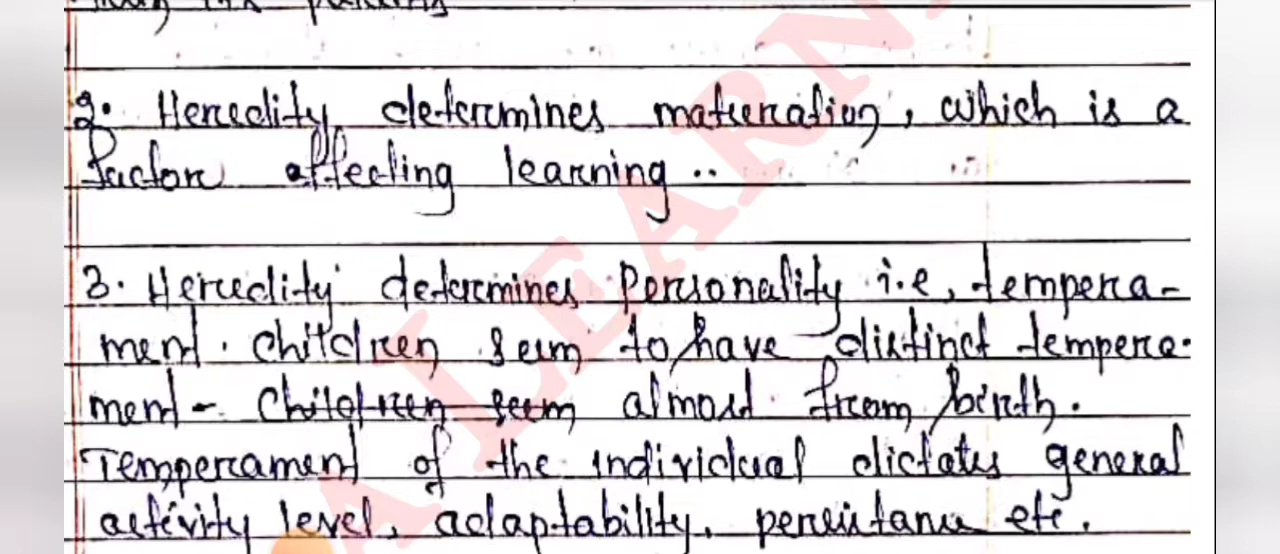 2. Heredity determines maturation, which is a
factor affecting learning ..
3. Heredity determines Personality i.e, tempera-
ment. children seem to have distinct tempera-
ment - children seem almost from birth.
Temperament of the individual dictates general
activity level, adaptability, persistance etc.
LEARN